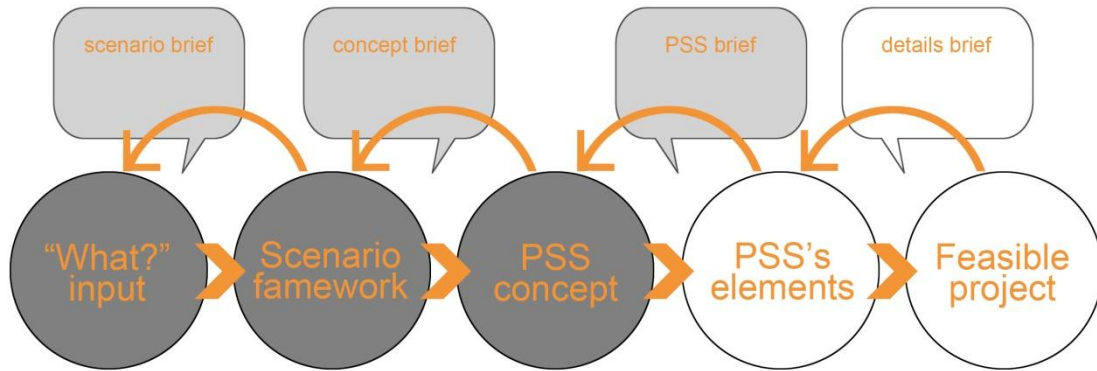 scenario brief
concept brief
PSS brief
details brief
“What?”
input
Scenario
famework
PSS
concept
PSS's
elements
Feasible
project